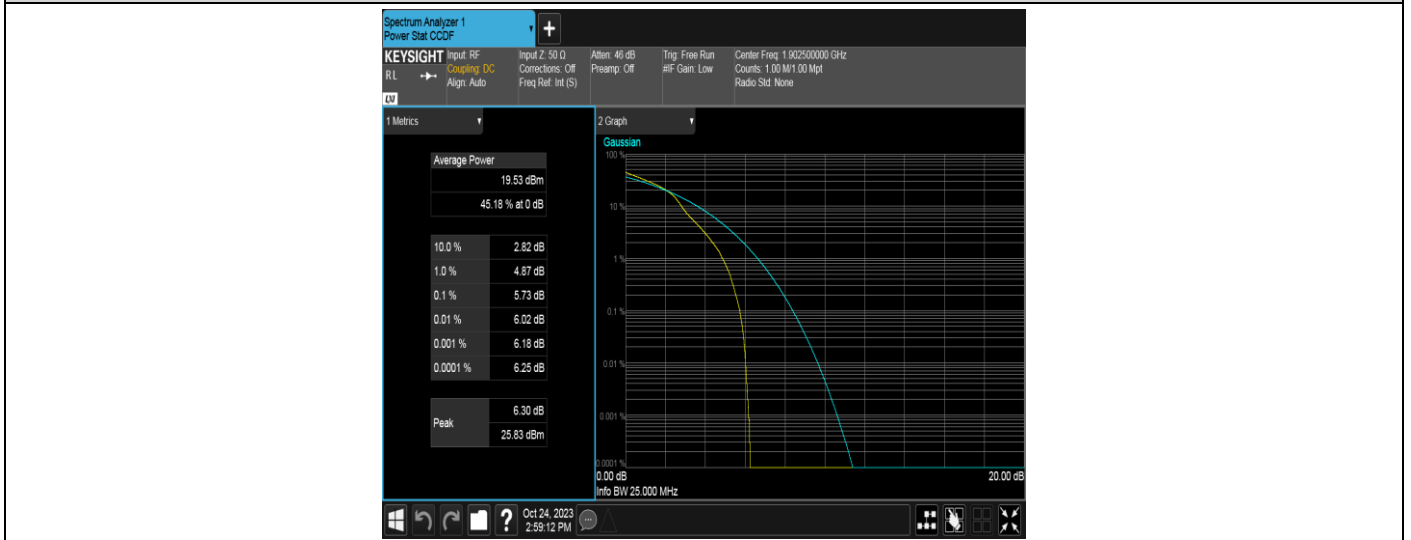 Spectrum Analyzer 1
Power Stat CCDF
+
KEYSIGHT Input: RF Input Z: 50 Ω Atten: 46 dB Trig: Free Run Center Freq: 1.902500000 GHz
RL Coupling: DC Corrections: Off Preamp: Off #IF Gain: Low Counts: 1.00 M/1.00 Mpt
Align: Auto Freq Ref: Int (S) Radio Std: None
LXI
1 Metrics
Average Power
19.53 dBm
45.18 % at 0 dB
10.0 % 2.82 dB
1.0 % 4.87 dB
0.1 % 5.73 dB
0.01 % 6.02 dB
0.001 % 6.18 dB
0.0001 % 6.25 dB
Peak 6.30 dB
25.83 dBm
2 Graph
Gaussian
100 %
10 %
1 %
0.1 %
0.01 %
0.001 %
0.0001 %
0.00 dB 20.00 dB
Info BW 25.000 MHz
? Oct 24, 2023
2:59:12 PM